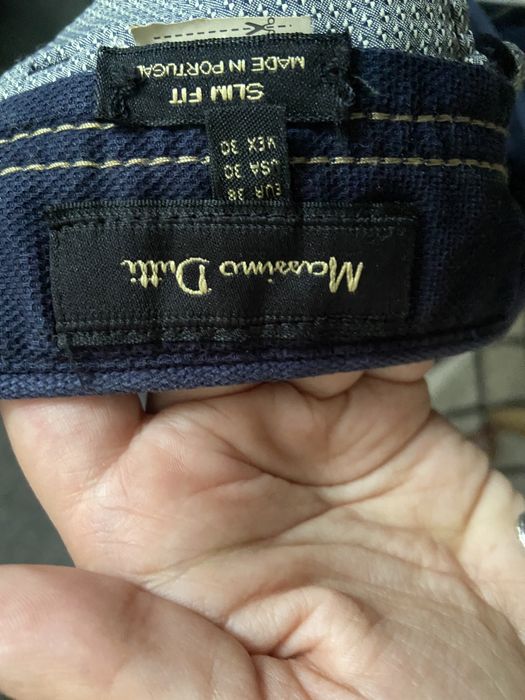 Massimo Dutti
EUR 38
USA 30
MEX 30
SLIM FIT
MADE IN PORTUGAL